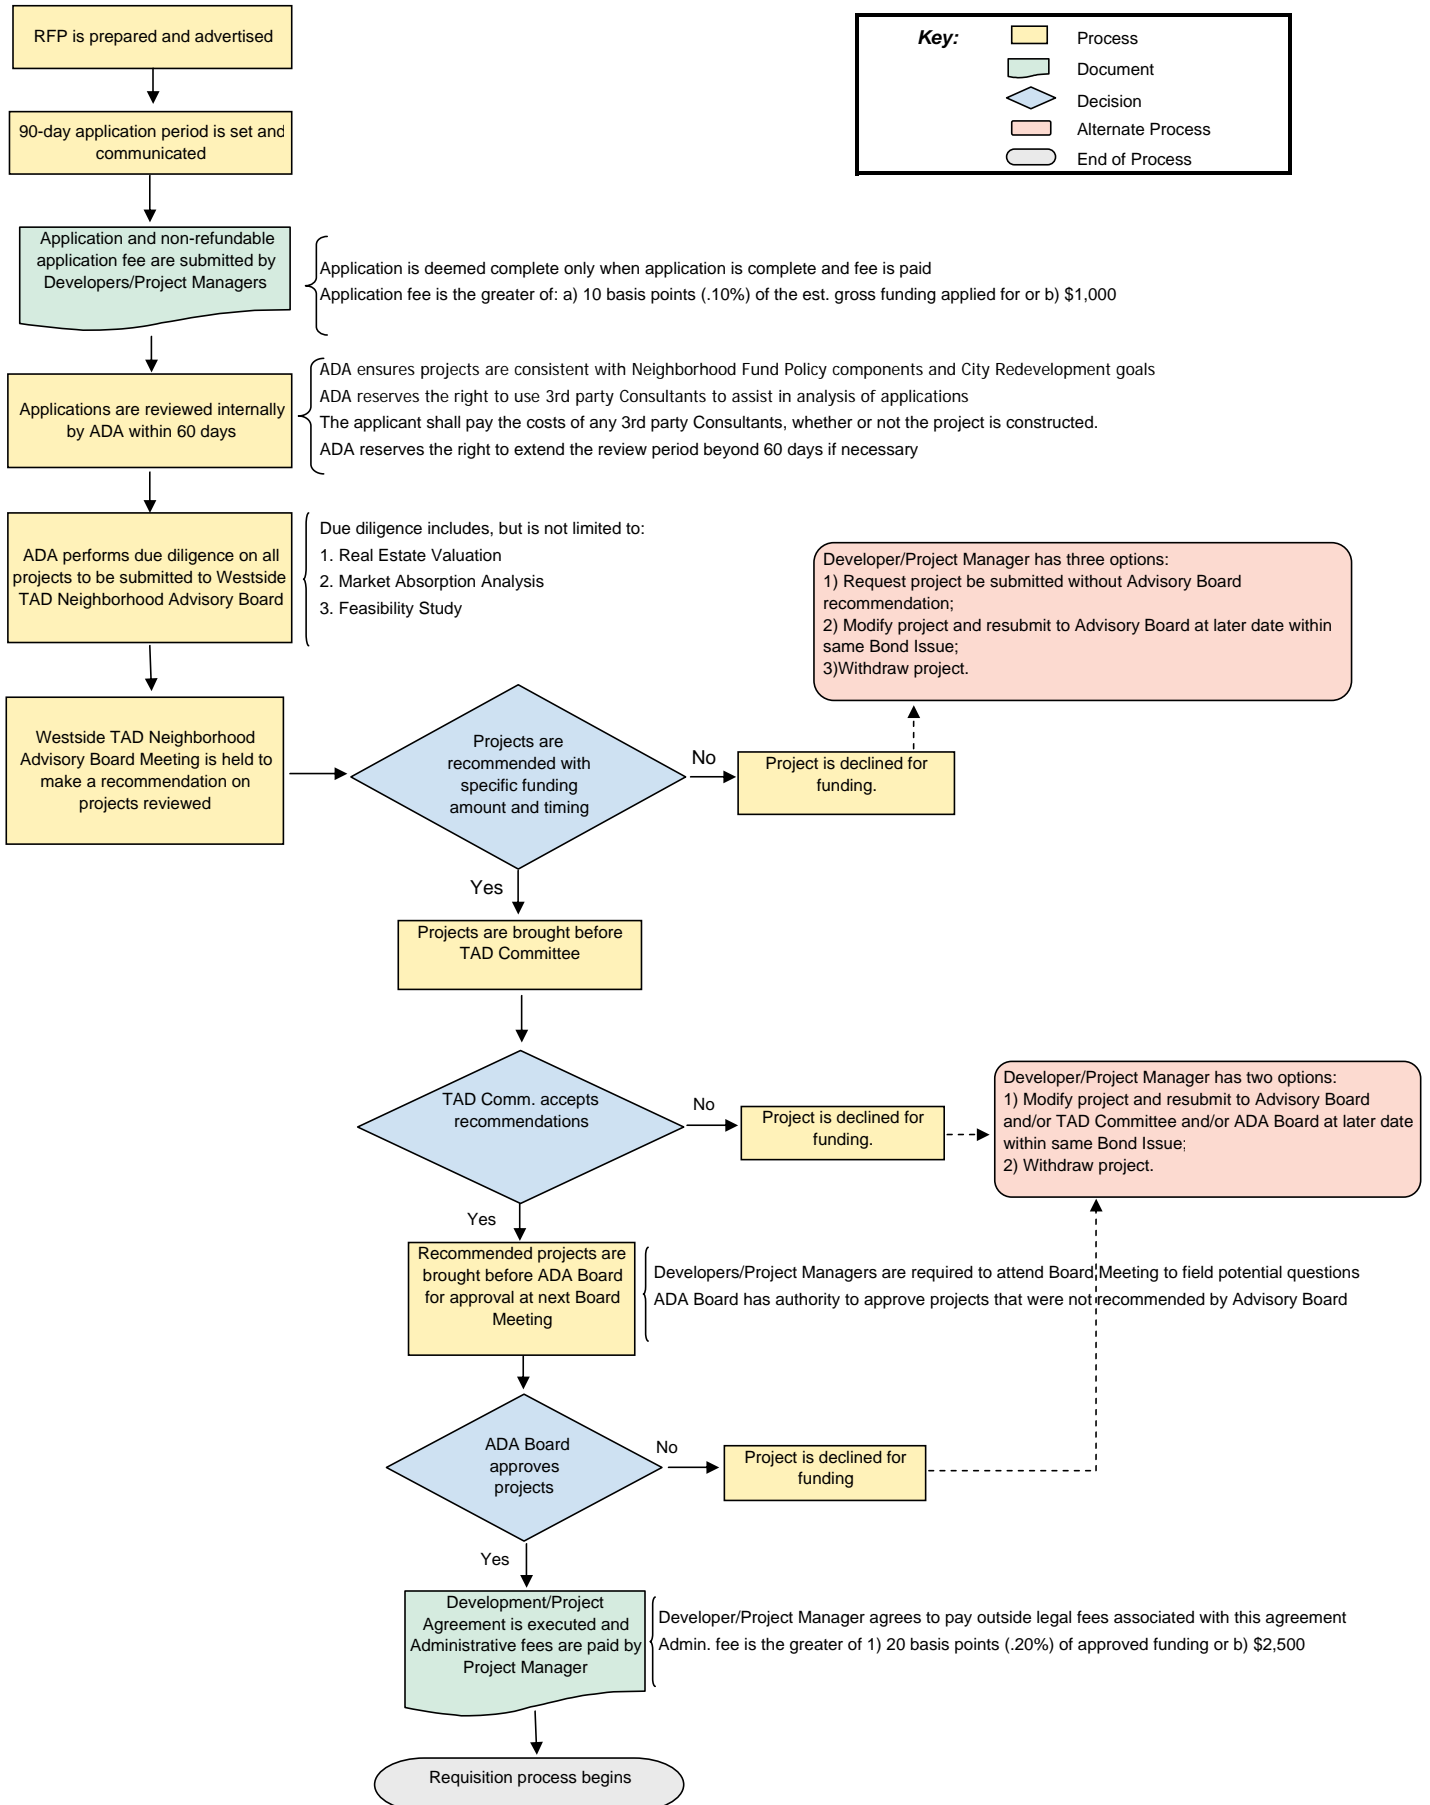 RFP is prepared and advertised
Key:
Process
Document
Decision
Alternate Process
End of Process
90-day application period is set and
communicated
Application and non-refundable
application fee are submitted by
Developers/Project Managers
Application is deemed complete only when application is complete and fee is paid
Application fee is the greater of: a) 10 basis points (.10%) of the est. gross funding applied for or b) $1,000
Applications are reviewed internally
by ADA within 60 days
ADA ensures projects are consistent with Neighborhood Fund Policy components and City Redevelopment goals
ADA reserves the right to use 3rd party Consultants to assist in analysis of applications
The applicant shall pay the costs of any 3rd party Consultants, whether or not the project is constructed.
ADA reserves the right to extend the review period beyond 60 days if necessary
ADA performs due diligence on all
projects to be submitted to Westside
TAD Neighborhood Advisory Board
Due diligence includes, but is not limited to:
1. Real Estate Valuation
2. Market Absorption Analysis
3. Feasibility Study
Developer/Project Manager has three options:
1) Request project be submitted without Advisory Board
recommendation;
2) Modify project and resubmit to Advisory Board at later date within
same Bond Issue;
3)Withdraw project.
Westside TAD Neighborhood
Advisory Board Meeting is held to
make a recommendation on
projects reviewed
Projects are
recommended with
specific funding
amount and timing
No
Project is declined for
funding.
Yes
Projects are brought before
TAD Committee
TAD Comm. accepts
recommendations
No
Project is declined for
funding.
Developer/Project Manager has two options:
1) Modify project and resubmit to Advisory Board
and/or TAD Committee and/or ADA Board at later date
within same Bond Issue;
2) Withdraw project.
Yes
Recommended projects are
brought before ADA Board
for approval at next Board
Meeting
Developers/Project Managers are required to attend Board Meeting to field potential questions
ADA Board has authority to approve projects that were not recommended by Advisory Board
ADA Board
approves
projects
No
Project is declined for
funding
Yes
Development/Project
Agreement is executed and
Administrative fees are paid by
Project Manager
Developer/Project Manager agrees to pay outside legal fees associated with this agreement
Admin. fee is the greater of 1) 20 basis points (.20%) of approved funding or b) $2,500
Requisition process begins